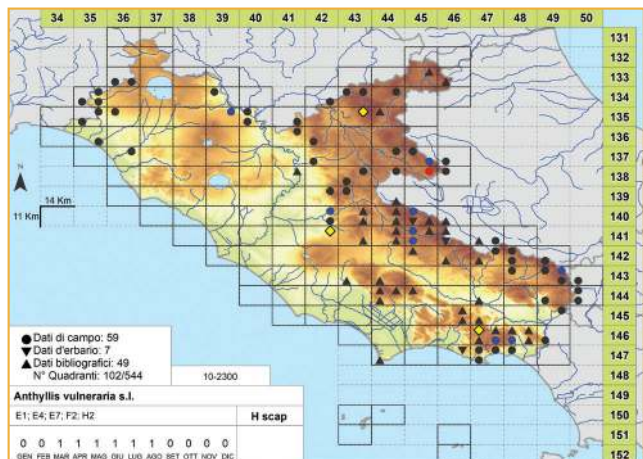 34 35 36 37 38 39 40 41 42 43 44 45 46 47 48 49 50
131
132
133
134
135
136
137
138
139
140
141
142
143
144
145
146
147
148
149
150
151
152
N
14 Km
11 Km
Dati di campo: 59
Dati d'erbario: 7
Dati bibliografici: 49
N° Quadranti: 102/544
10-2300
Anthyllis vulneraria s.l.
E1; E4; E7; F2; H2
H scap
0 0 1 1 1 1 1 1 0 0 0 0
GEN FEB MAR APR MAG GIU LUG AGO SET OTT NOV DIC